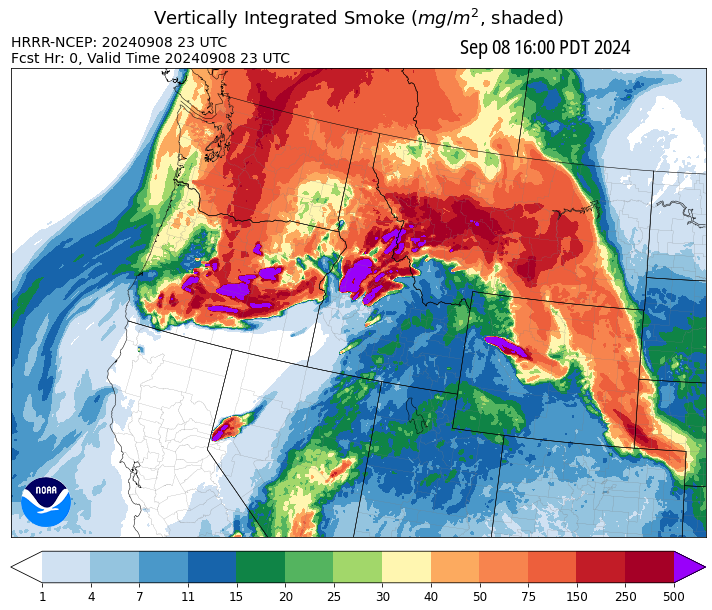 Vertically Integrated Smoke (mg/m², shaded)
HRRR-NCEP: 20240908 23 UTC
Sep 08 16:00 PDT 2024
Fcst Hr: 0, Valid Time 20240908 23 UTC
NOAA
1 4 7 11 15 20 25 30 40 50 75 150 250 500